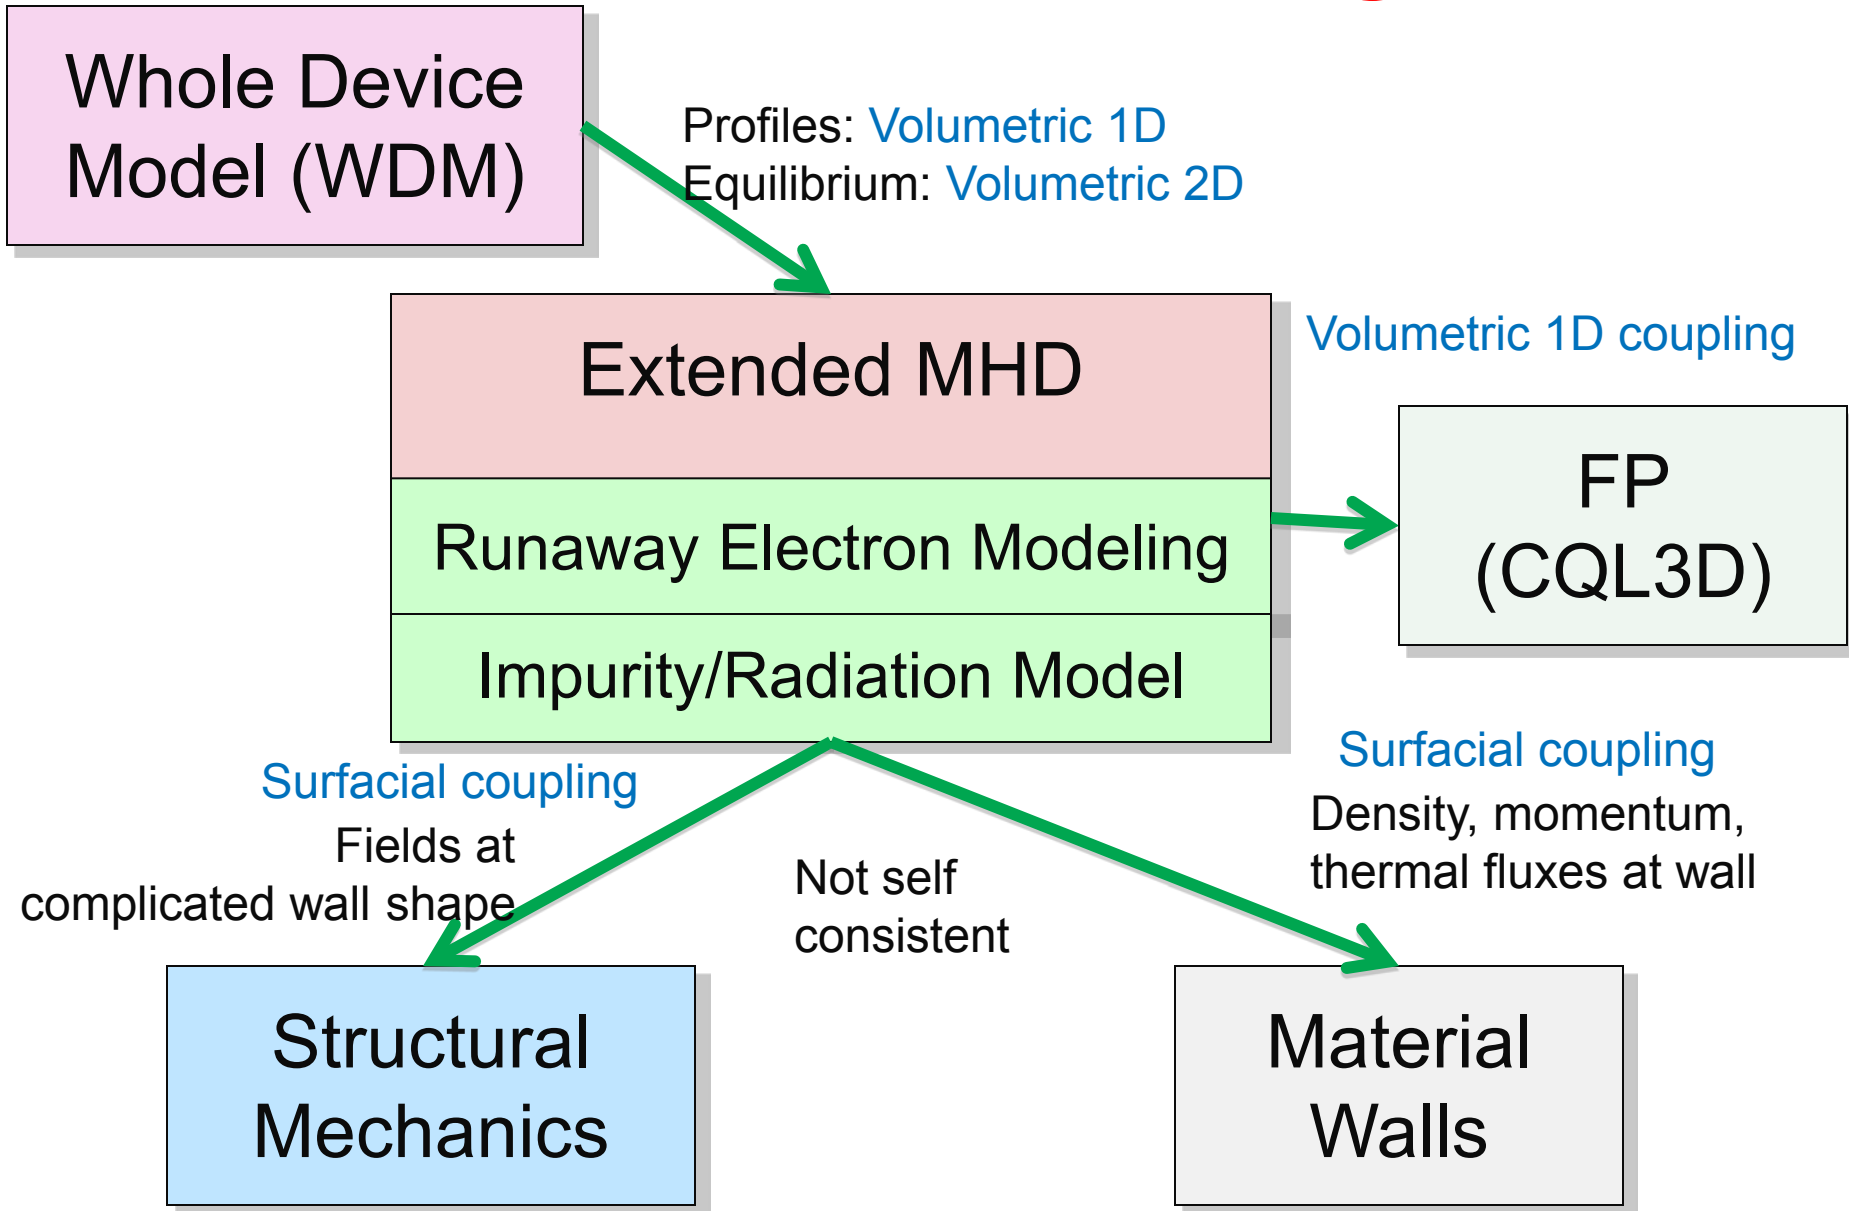 Whole Device
Model (WDM)
Profiles: Volumetric 1D
Equilibrium: Volumetric 2D
Extended MHD
Volumetric 1D coupling
Runaway Electron Modeling
FP
(CQL3D)
Impurity/Radiation Model
Surfacial coupling
Fields at
complicated wall shape
Not self
consistent
Surfacial coupling
Density, momentum,
thermal fluxes at wall
Structural
Mechanics
Material
Walls